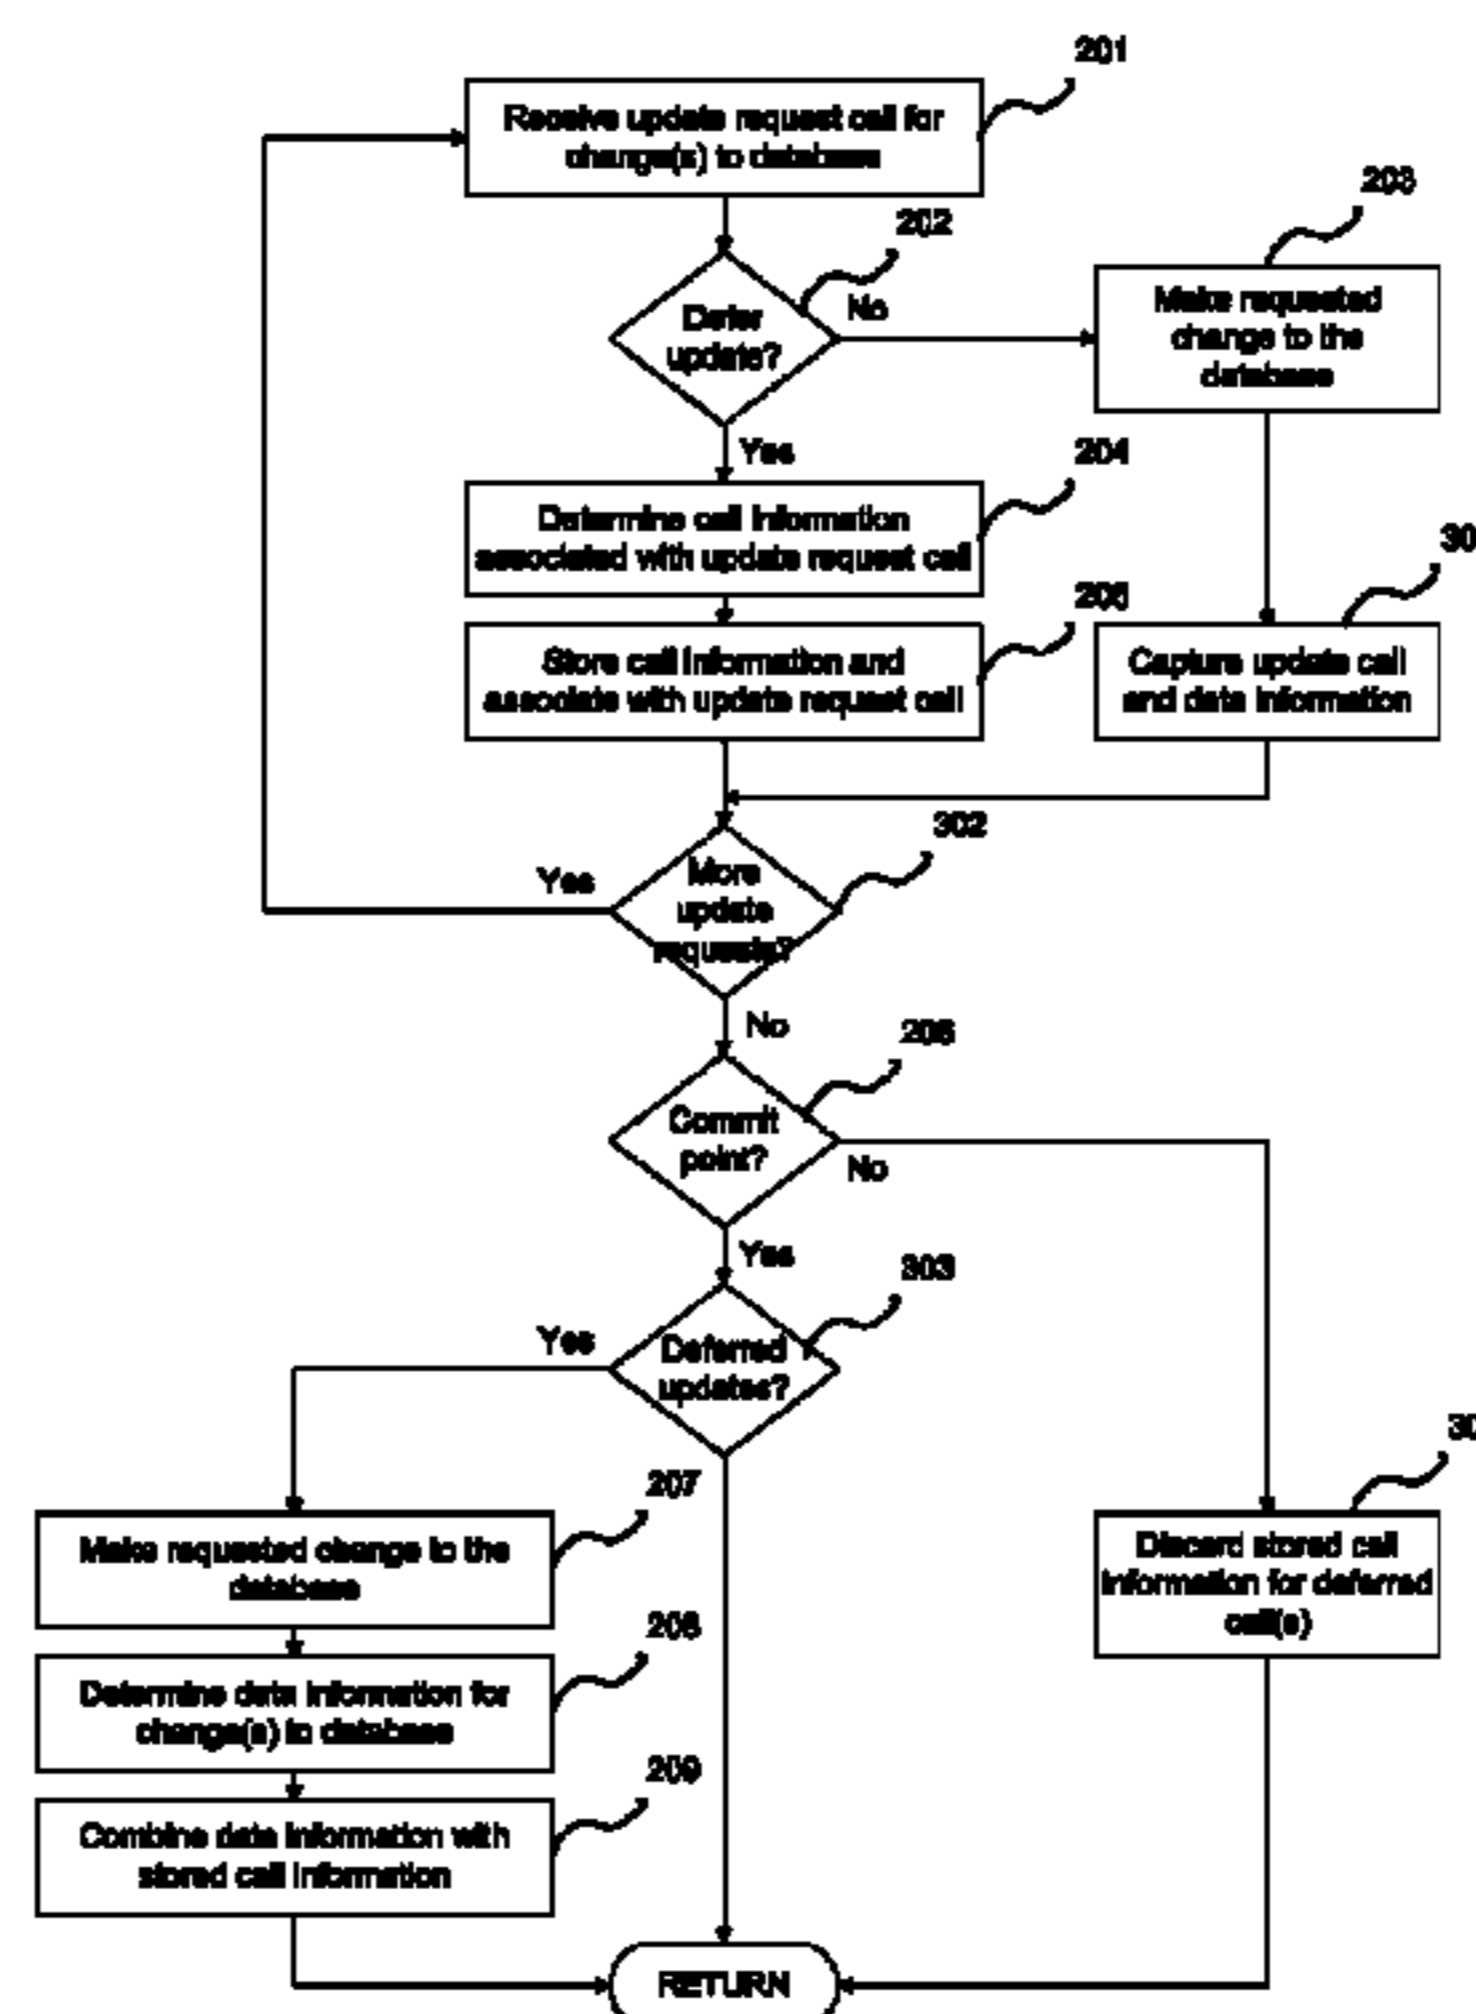 201
Receive update request call for
change(s) to database
202
203
Defer
update?
No
Make requested
change to the
database
Yes
204
Determine call information
associated with update request call
30
205
Store call information and
associate with update request call
Capture update call
and data information
302
Yes
More
update
requests?
No
206
Commit
point?
No
Yes
303
Yes
Deferred
updates?
30
207
Make requested change to the
database
Discard stored call
information for deferred
call(s)
208
Determine data information for
change(s) to database
209
Combine data information with
stored call information
RETURN